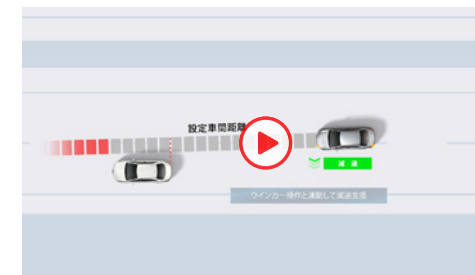 設定車間距離
減速
ウインカー操作と連動して減速支援